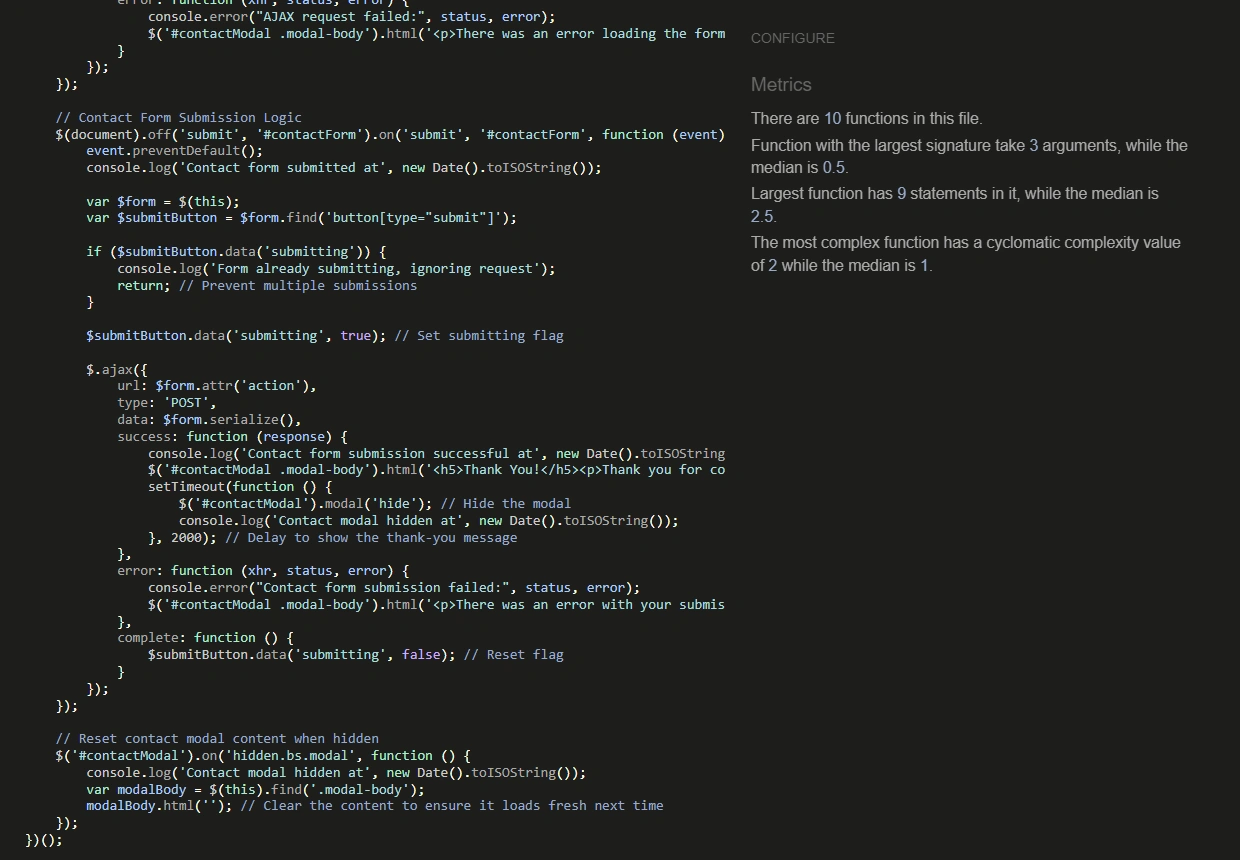 error: function (xhr, status, error) {
console.error("AJAX request failed:", status, error);
$('#contactModal .modal-body').html('<p>There was an error loading the form
}
});
});
// Contact Form Submission Logic
$(document).off('submit', '#contactForm').on('submit', '#contactForm', function (event)
event.preventDefault();
console.log('Contact form submitted at', new Date().toISOString());
var $form = $(this);
var $submitButton = $form.find('button[type="submit"]');
if ($submitButton.data('submitting')) {
console.log('Form already submitting, ignoring request');
return; // Prevent multiple submissions
}
$submitButton.data('submitting', true); // Set submitting flag
$.ajax({
url: $form.attr('action'),
type: 'POST',
data: $form.serialize(),
success: function (response) {
console.log('Contact form submission successful at', new Date().toISOString
$('#contactModal .modal-body').html('<h5>Thank You!</h5><p>Thank you for co
setTimeout(function () {
$('#contactModal').modal('hide'); // Hide the modal
console.log('Contact modal hidden at', new Date().toISOString());
}, 2000); // Delay to show the thank-you message
},
error: function (xhr, status, error) {
console.error("Contact form submission failed:", status, error);
$('#contactModal .modal-body').html('<p>There was an error with your submis
},
complete: function () {
$submitButton.data('submitting', false); // Reset flag
}
});
});
// Reset contact modal content when hidden
$('#contactModal').on('hidden.bs.modal', function () {
console.log('Contact modal hidden at', new Date().toISOString());
var modalBody = $(this).find('.modal-body');
modalBody.html(''); // Clear the content to ensure it loads fresh next time
});
})();
CONFIGURE
Metrics
There are 10 functions in this file.
Function with the largest signature take 3 arguments, while the
median is 0.5.
Largest function has 9 statements in it, while the median is
2.5.
The most complex function has a cyclomatic complexity value
of 2 while the median is 1.